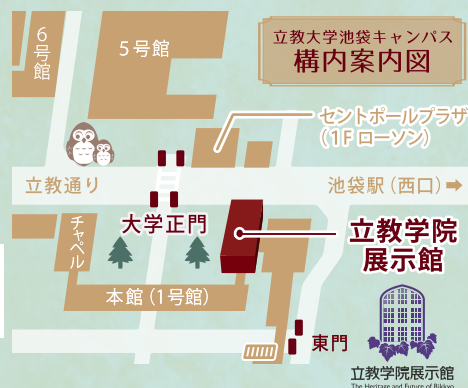 立教大学池袋キャンパス
構内案内図
6号館
5号館
セントポールプラザ
(1F ローソン)
立教通り
池袋駅(西口)➡
チャペル
大学正門
立教学院
展示館
本館(1号館)
東門
立教学院展示館
The Heritage and Future of Rikkyo